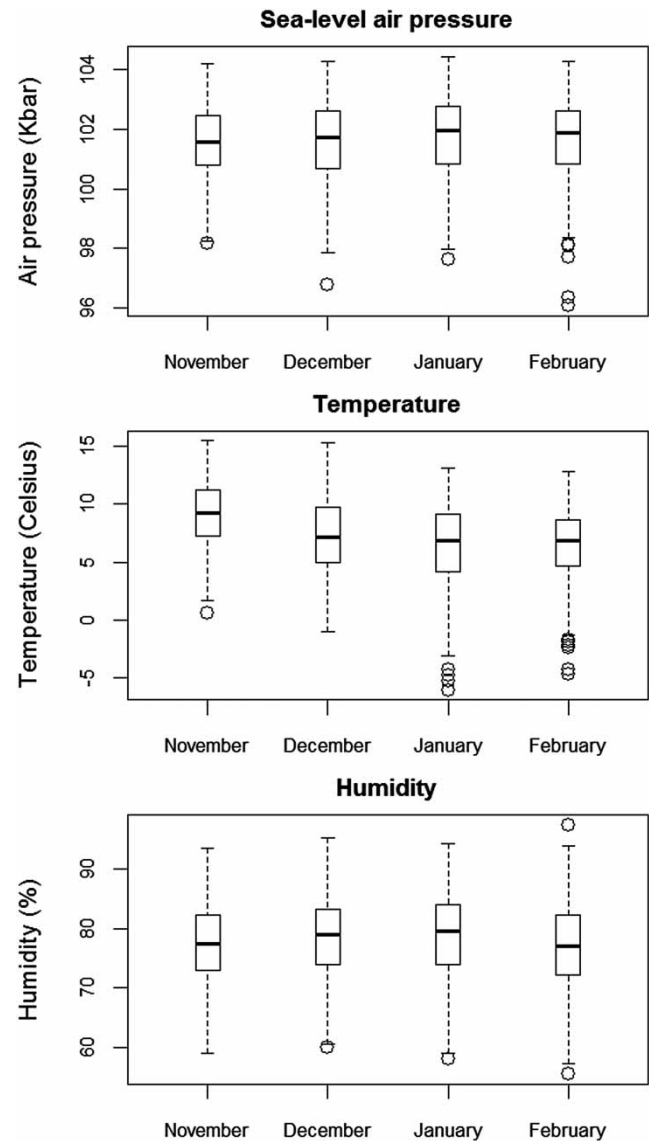 Sea-level air pressure
Air pressure (Kbar)
104
102
100
98
96
November December January February
Temperature
Temperature (Celsius)
15
10
5
0
-5
November December January February
Humidity
Humidity (%)
90
80
70
60
November December January February